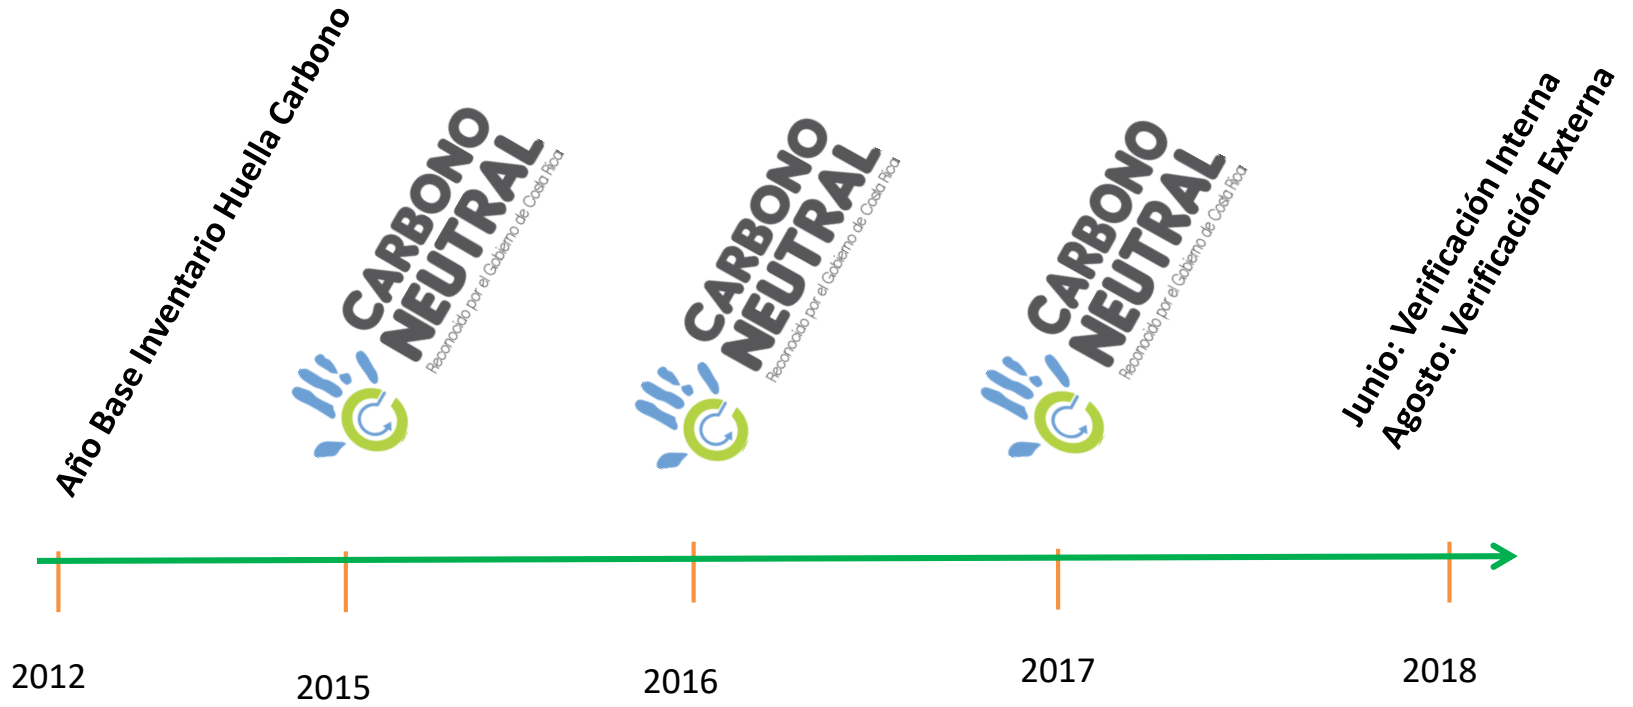 Año Base Inventario Huella Carbono
CARBONO
NEUTRAL
Reconocido por el Gobierno de Costa Rica
CARBONO
NEUTRAL
Reconocido por el Gobierno de Costa Rica
CARBONO
NEUTRAL
Reconocido por el Gobierno de Costa Rica
Junio: Verificación Interna
Agosto: Verificación Externa
2012
2015
2016
2017
2018